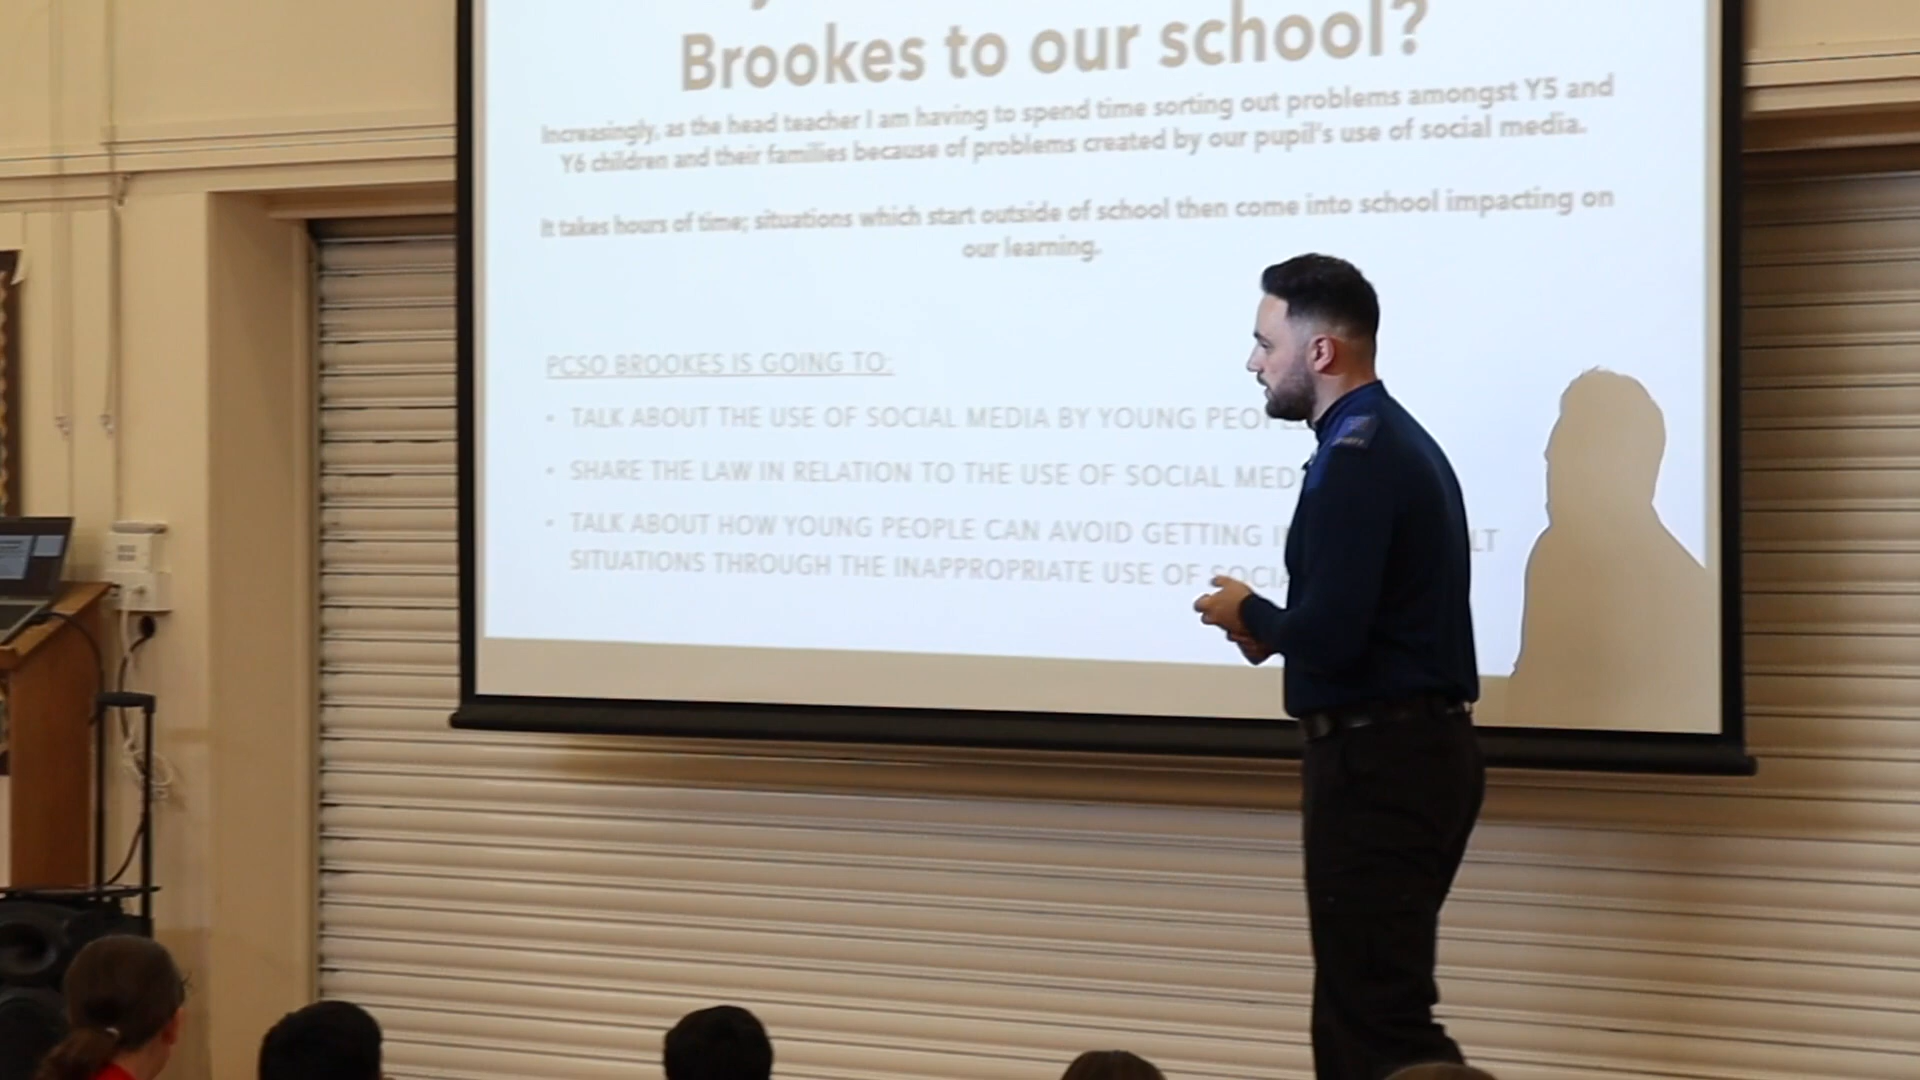 Brookes to our school?
Increasingly, as the head teacher I am having to spend time sorting out problems amongst Y5 and
Y6 children and their families because of problems created by our pupil's use of social media.
It takes hours of time; situations which start outside of school then come into school impacting on
our learning.
PCSO BROOKES IS GOING TO:
• TALK ABOUT THE USE OF SOCIAL MEDIA BY YOUNG PEOPLE
• SHARE THE LAW IN RELATION TO THE USE OF SOCIAL MED
• TALK ABOUT HOW YOUNG PEOPLE CAN AVOID GETTING I LT
SITUATIONS THROUGH THE INAPPROPRIATE USE OF SOCIA